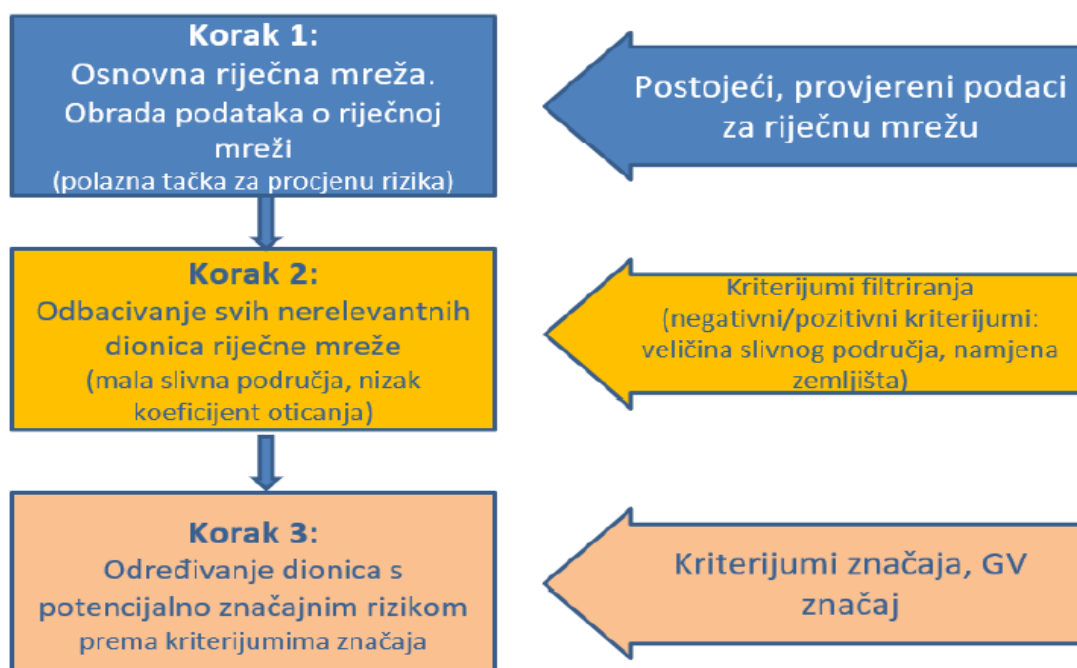 Korak 1:
Osnovna riječna mreža.
Obrada podataka o riječnoj
mreži
(polazna tačka za procjenu rizika)
Postojeći, provjereni podaci
za riječnu mrežu
Korak 2:
Odbacivanje svih nerelevantnih
dionica riječne mreže
(mala slivna područja, nizak
koeficijent oticanja)
Kriterijumi filtriranja
(negativni/pozitivni kriterijumi:
veličina slivnog područja, namjena
zemljišta)
Korak 3:
Određivanje dionica s
potencijalno značajnim rizikom
prema kriterijumima značaja
Kriterijumi značaja, GV
značaj